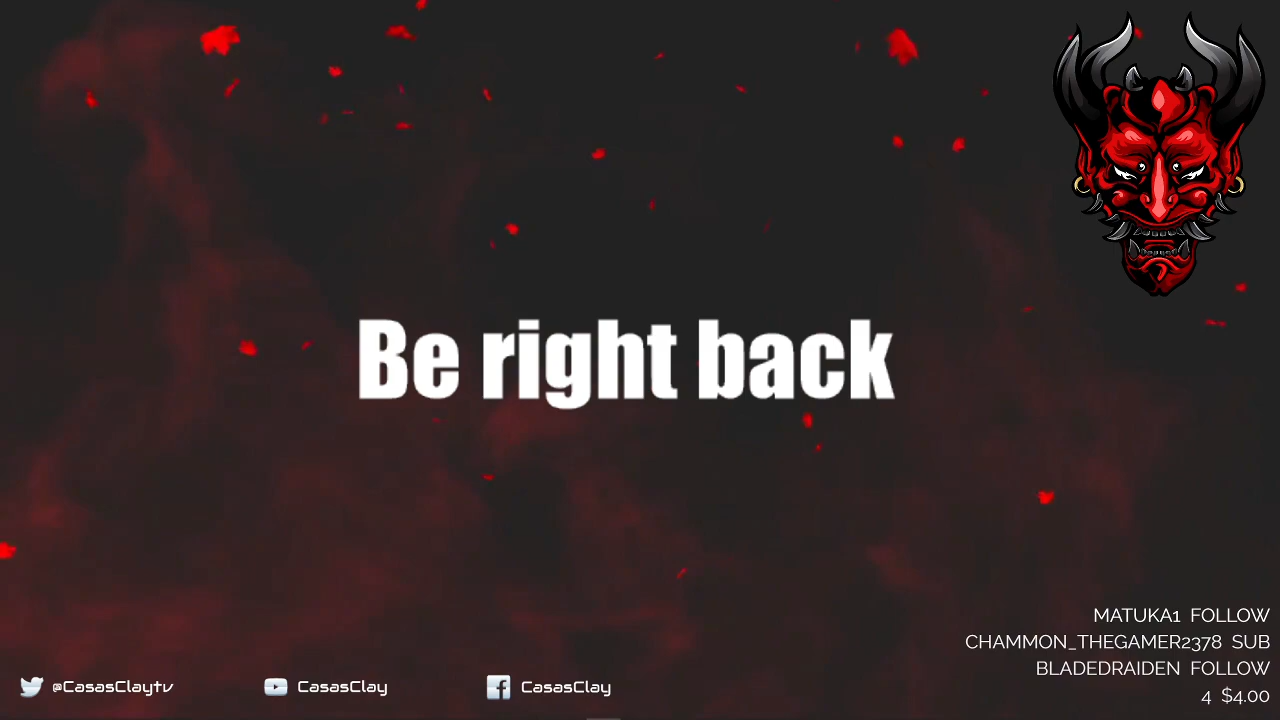 Be right back
MATUKA1 FOLLOW
CHAMMON_THEGAMER2378 SUB
BLADEDRAIDEN FOLLOW
4 $4.00
@CasasClaytv CasasClay CasasClay